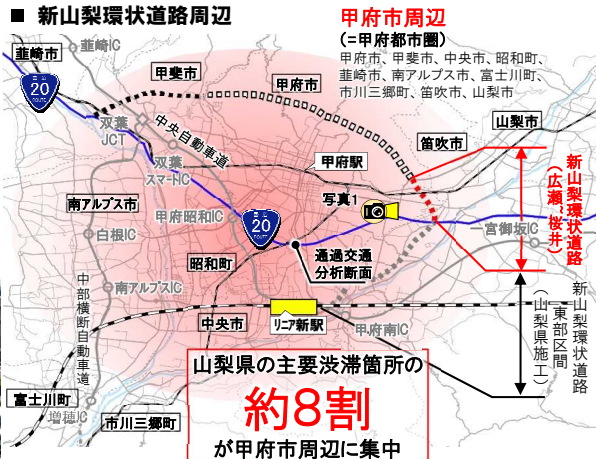 ■ 新山梨環状道路周辺
甲府市周辺
(=甲府都市圏)
甲府市、甲斐市、中央市、昭和町、
韮崎市、南アルプス市、富士川町、
市川三郷町、笛吹市、山梨市
韮崎市
韮崎IC
20
ROUTE
甲斐市
甲府市
双葉
JCT
中央自動車道
双葉
スマートIC
甲府駅
笛吹市
山梨市
写真1
南アルプス市
甲府昭和IC
20
ROUTE
白根IC
昭和町
通過交通
分析断面
一宮御坂IC
新山梨環状道路
(広瀬~桜井)
南アルプスIC
中部横断自動車道
中央市
リニア新駅
甲府南IC
新山梨環状道路
東部区間
(山梨県施工)
富士川町
増穂IC
市川三郷町
山梨県の主要渋滞箇所の
約8割
が甲府市周辺に集中